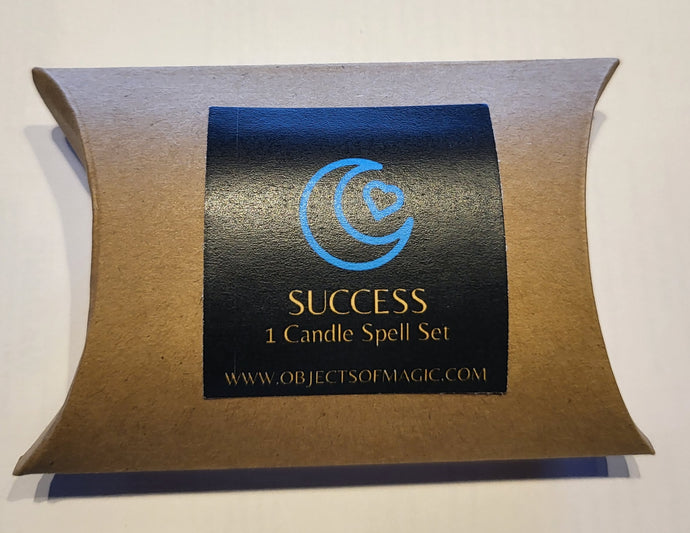 SUCCESS
1 Candle Spell Set
WWW.OBJECTSOFMAGIC.COM